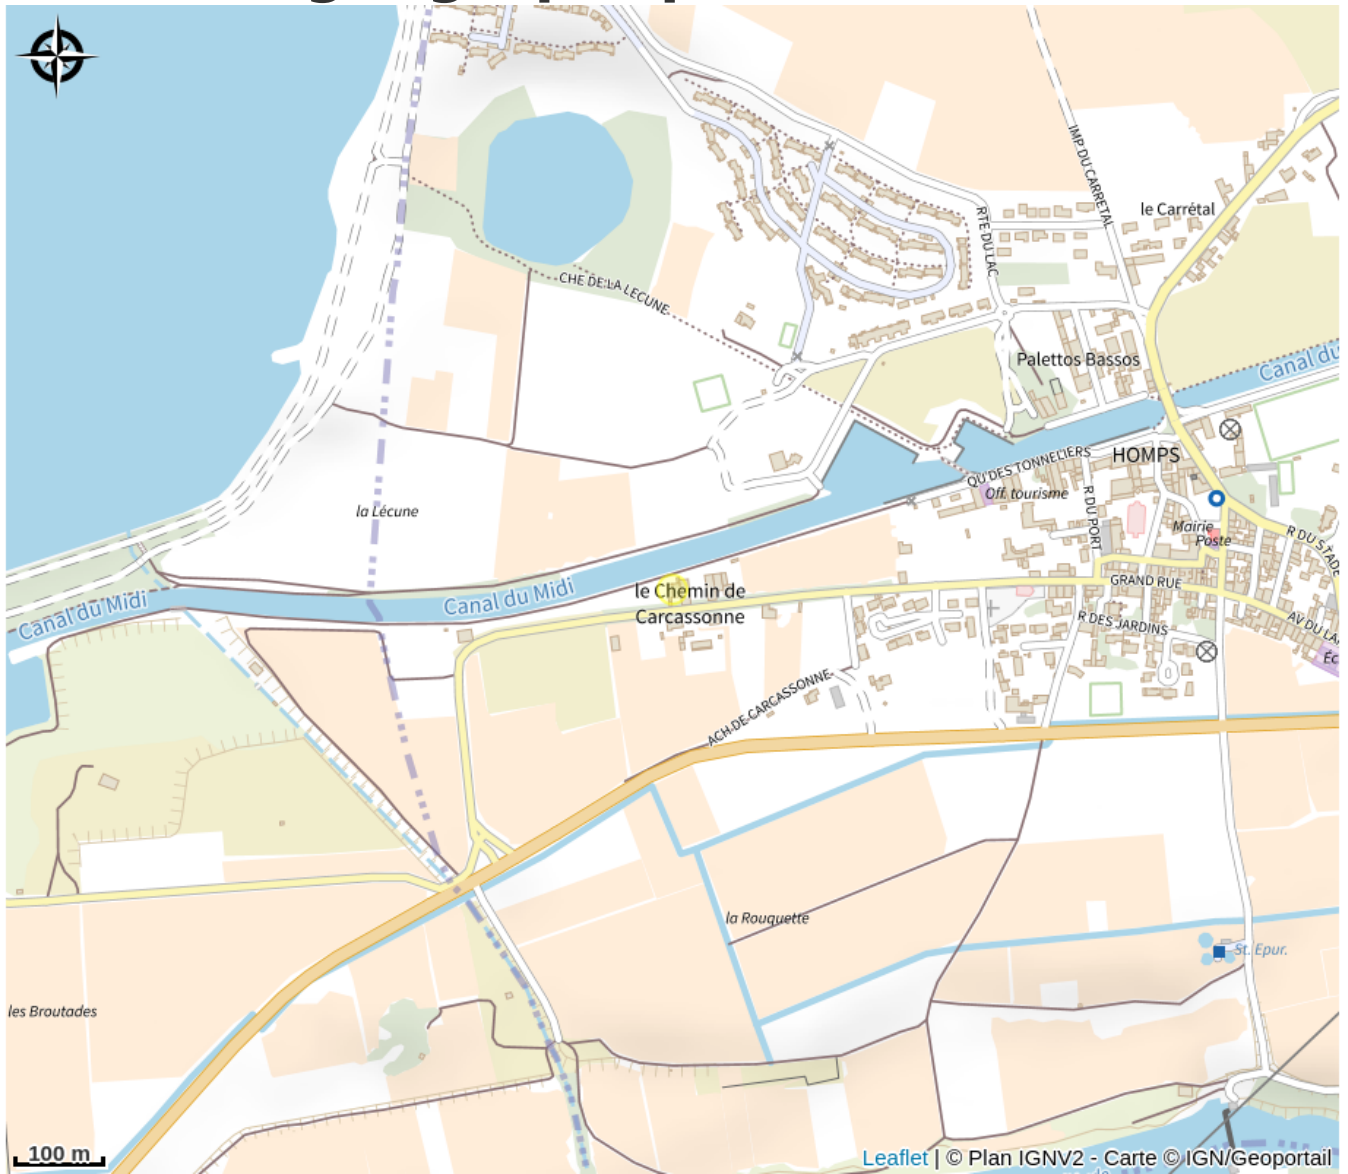 IMP DU CARRETAL
le Carrétal
RTE DU LAC
CHE DE LA LECUNE
Palettos Bassos
Canal du
QU DES TONNELIERS
HOMPS
Off. tourisme
la Lécune
R DU PORT
Mairie
Poste
R DU STADE
GRAND RUE
Canal du Midi
Canal du Midi
le Chemin de
Carcassonne
R DES JARDINS
AV DU
Éc
ACH DE CARCASSONNE
la Rouquette
St. Epur.
les Broutades
100 m
Leaflet | © Plan IGNV2 - Carte © IGN/Geoportail